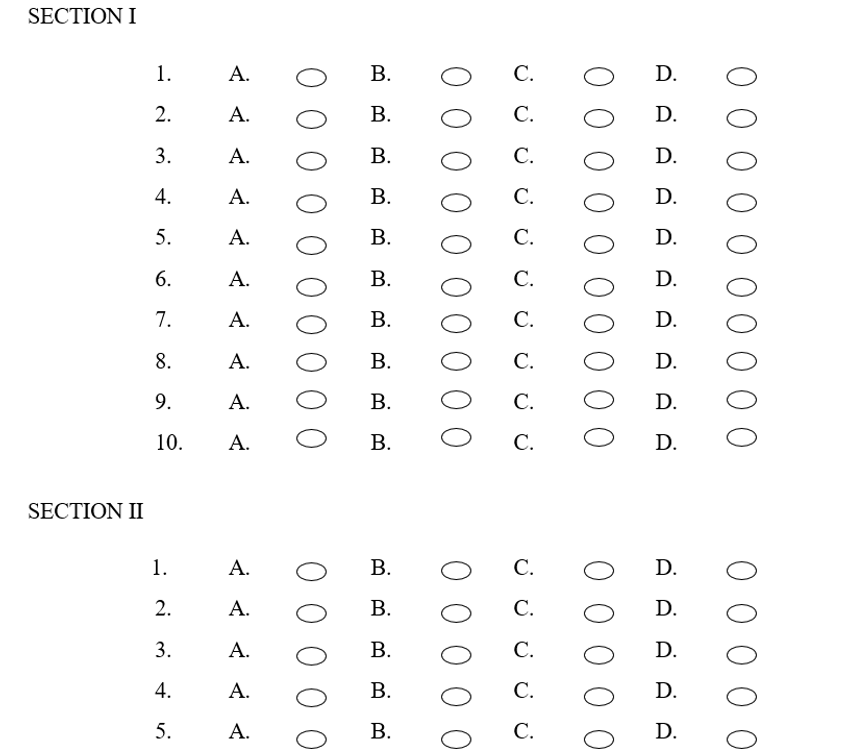 SECTION I
1. A. B. C. D.
2. A. B. C. D.
3. A. B. C. D.
4. A. B. C. D.
5. A. B. C. D.
6. A. B. C. D.
7. A. B. C. D.
8. A. B. C. D.
9. A. B. C. D.
10. A. B. C. D.
SECTION II
1. A. B. C. D.
2. A. B. C. D.
3. A. B. C. D.
4. A. B. C. D.
5. A. B. C. D.